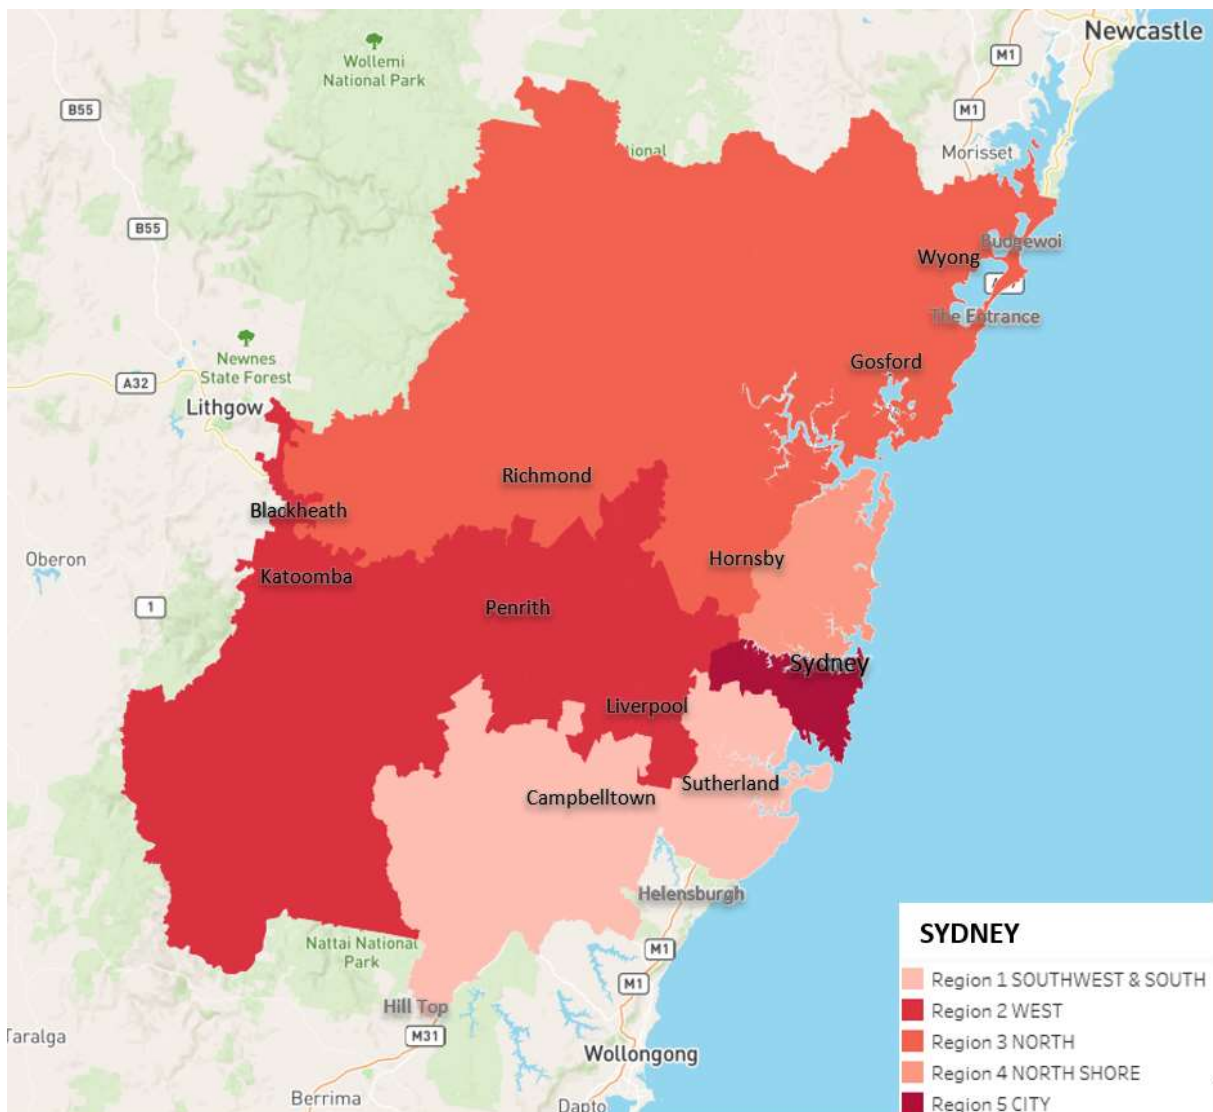 Newcastle
Wollemi
National Park
M1
B55
M1
ional
Morisset
B55
Budgewoi
Wyong
The Entrance
Newnes
State Forest
Gosford
A32
Lithgow
Richmond
Blackheath
Oberon
Hornsby
Katoomba
1
Penrith
Sydney
Liverpool
Sutherland
Campbelltown
Helensburgh
Nattai National
Park
M1
M1
Hill Top
M31
Taralga
Wollongong
Berrima
Dapto
SYDNEY
Region 1 SOUTHWEST & SOUTH
Region 2 WEST
Region 3 NORTH
Region 4 NORTH SHORE
Region 5 CITY